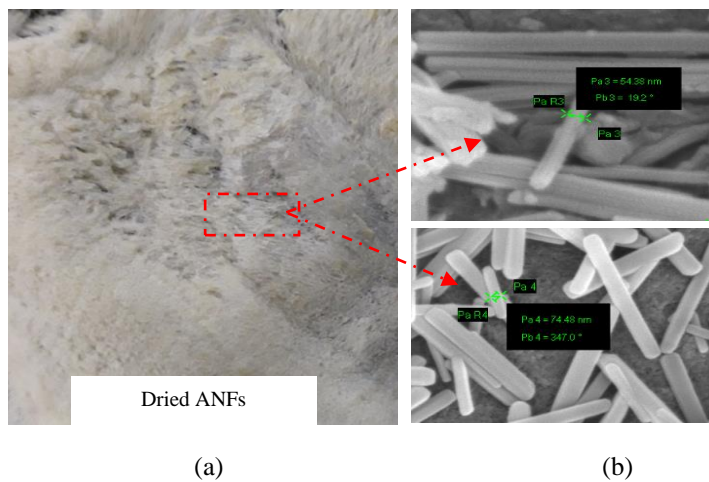 Pa 3 = 54.38 nm
Pb 3 = 19.2 °
Pa R3
Pa 3
Pa 4
Pa R4
Pa 4 = 74.48 nm
Pb 4 = 347.0 °
Dried ANFs
(a)
(b)